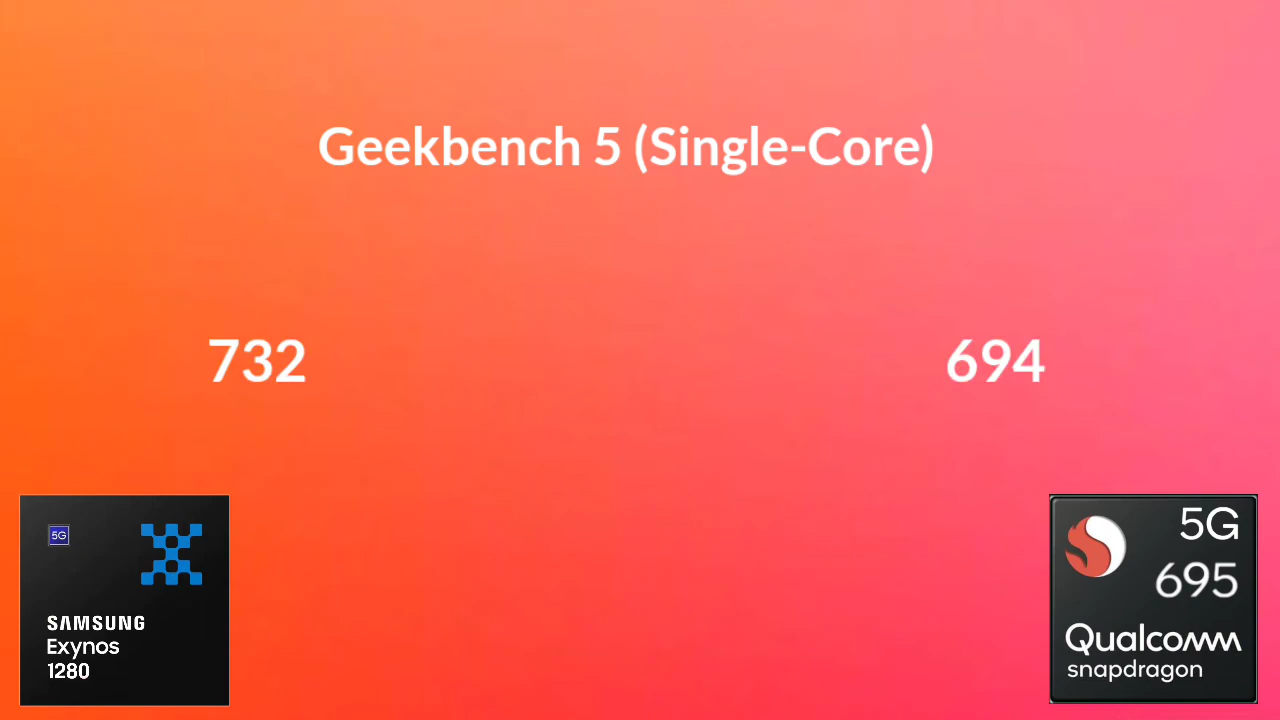 Geekbench 5 (Single-Core)
732
694
5G
SAMSUNG
Exynos
1280
5G
695
Qualcomm
snapdragon